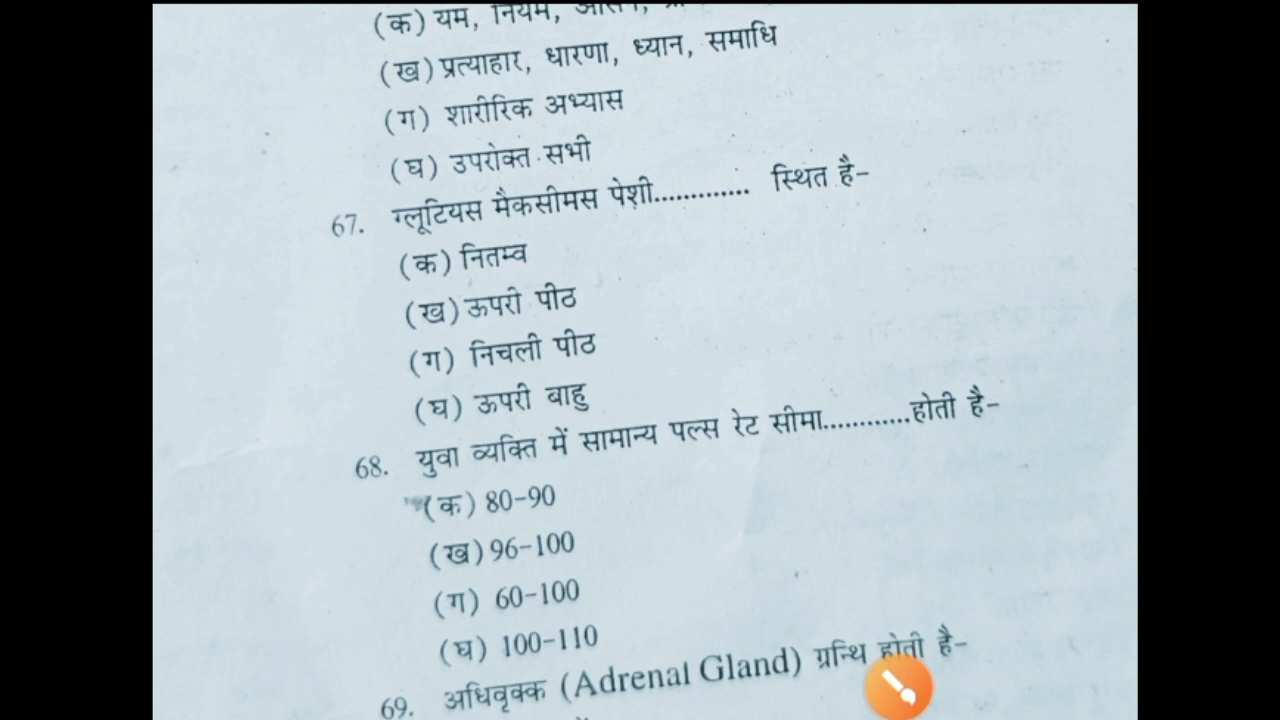 (क) यम, नियम,
(ख) प्रत्याहार, धारणा, ध्यान, समाधि
(ग) शारीरिक अभ्यास
(घ) उपरोक्त सभी
67. ग्लूटियस मैकसीमस पेशी............. स्थित है-
(क) नितम्व
(ख) ऊपरी पीठ
(ग) निचली पीठ
(घ) ऊपरी बाहु
68. युवा व्यक्ति में सामान्य पल्स रेट सीमा............होती है-
(क) 80-90
(ख) 96-100
(ग) 60-100
(घ) 100-110
69. अधिवृक्क (Adrenal Gland) ग्रन्थि होती है-